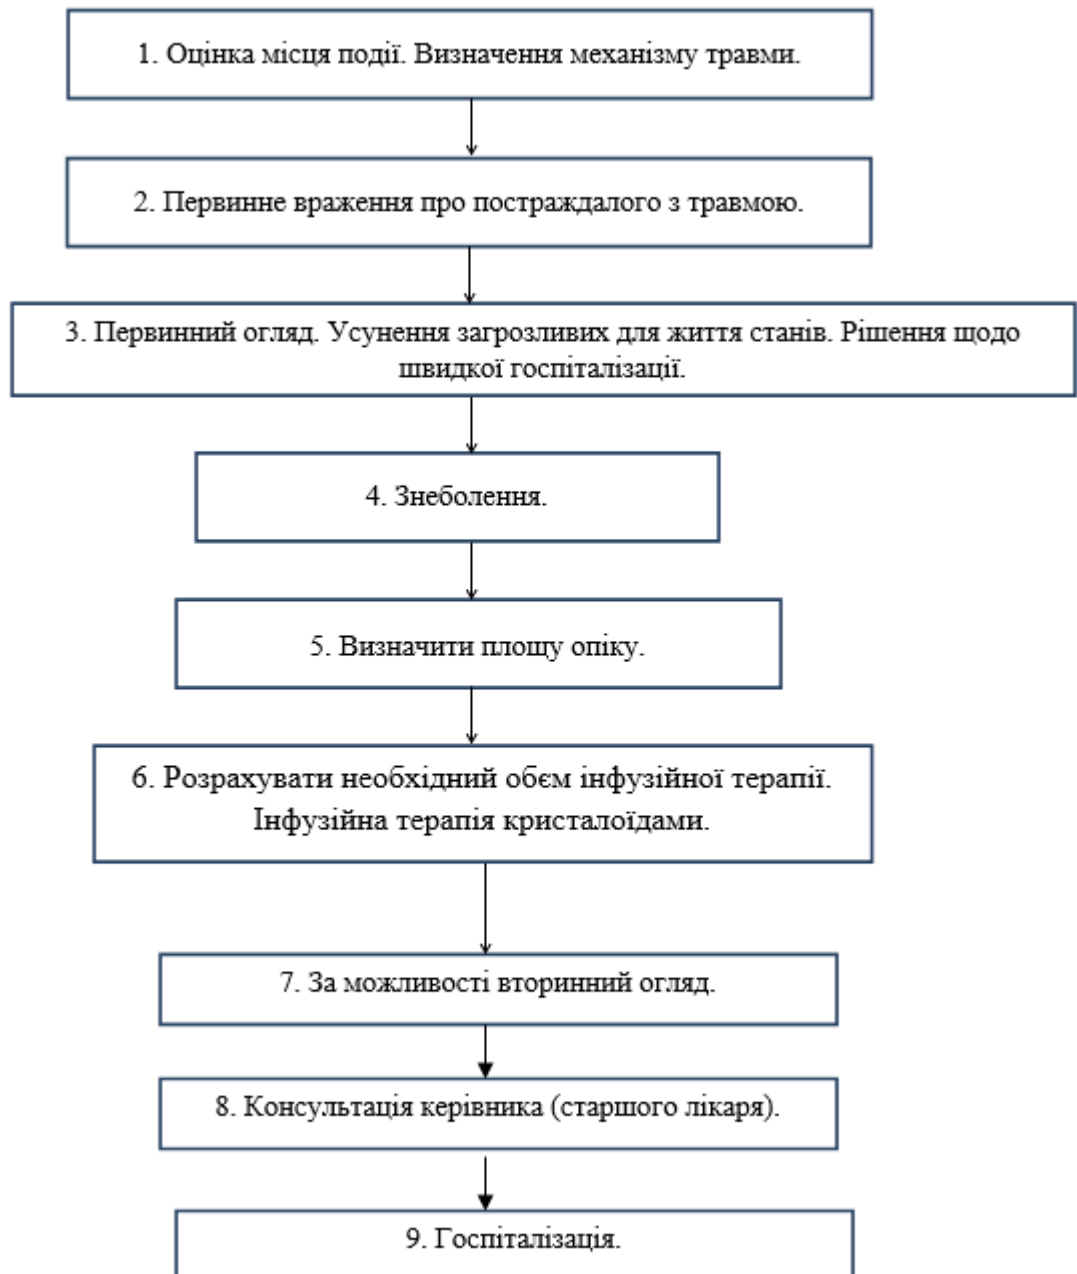 1. Оцінка місця події. Визначення механізму травми.
2. Первинне враження про постраждалого з травмою.
3. Первинний огляд. Усунення загрозливих для життя станів. Рішення щодо
швидкої госпіталізації.
4. Знеболення.
5. Визначити площу опіку.
6. Розрахувати необхідний обєм інфузійної терапії.
Інфузійна терапія кристалоїдами.
7. За можливості вторинний огляд.
8. Консультація керівника (старшого лікаря).
9. Госпіталізація.